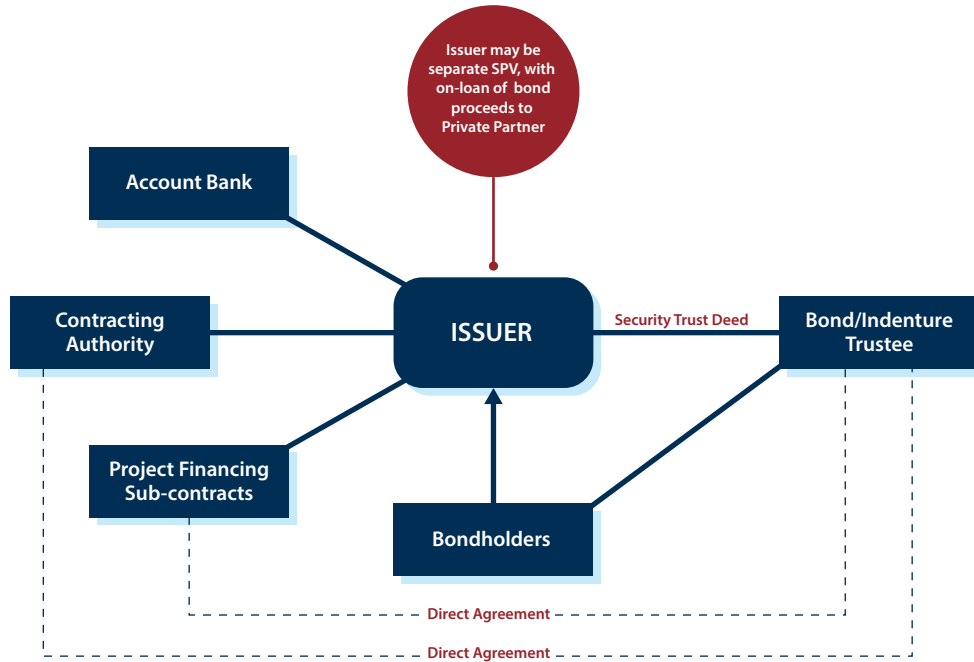 Issuer may be
separate SPV, with
on-loan of bond
proceeds to
Private Partner
Account Bank
Contracting
Authority
ISSUER
Security Trust Deed
Bond/Indenture
Trustee
Project Financing
Sub-contracts
Bondholders
Direct Agreement
Direct Agreement